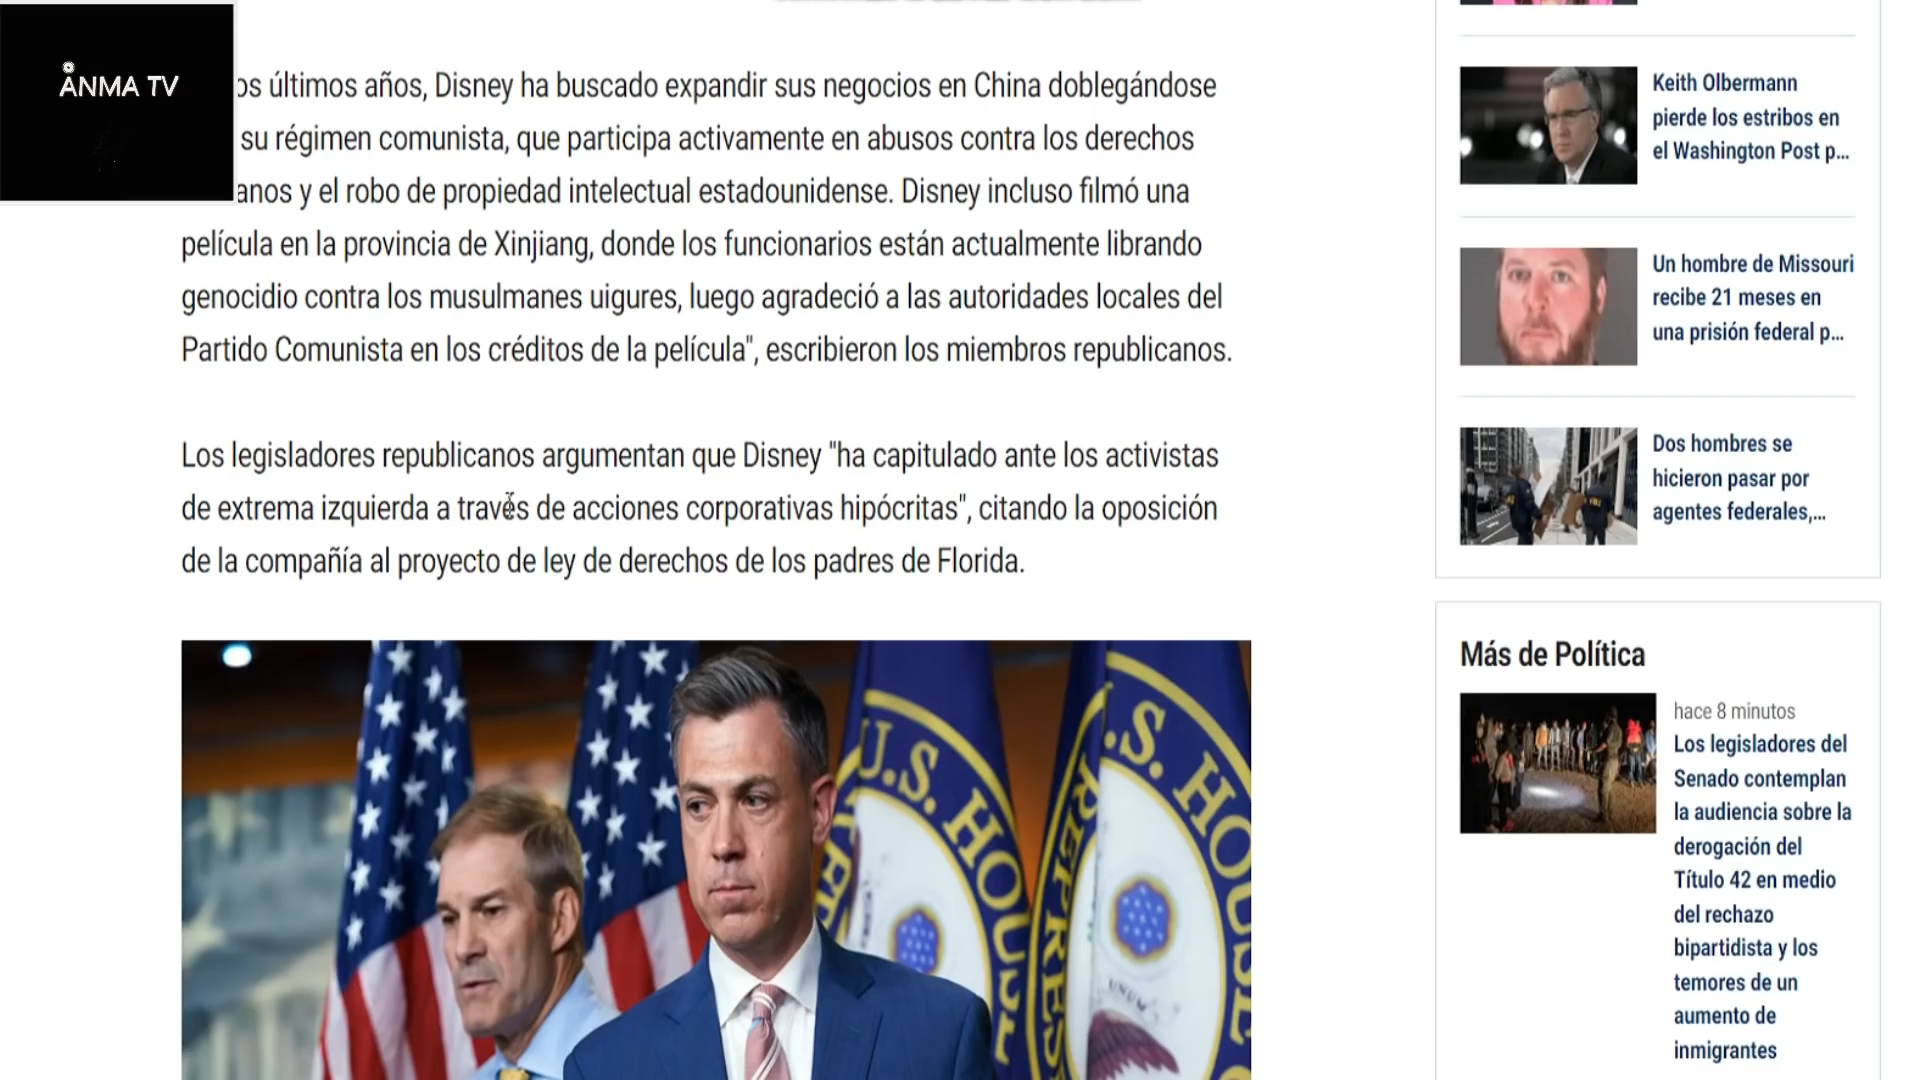 ANMA TV
os últimos años, Disney ha buscado expandir sus negocios en China doblegándose
su régimen comunista, que participa activamente en abusos contra los derechos
anos y el robo de propiedad intelectual estadounidense. Disney incluso filmó una
película en la provincia de Xinjiang, donde los funcionarios están actualmente librando
genocidio contra los musulmanes uigures, luego agradeció a las autoridades locales del
Partido Comunista en los créditos de la película", escribieron los miembros republicanos.
Los legisladores republicanos argumentan que Disney "ha capitulado ante los activistas
de extrema izquierda a través de acciones corporativas hipócritas", citando la oposición
de la compañía al proyecto de ley de derechos de los padres de Florida.
U.S. HOUSE
REPRES
U.S. HOU
UNUM
Keith Olbermann
pierde los estribos en
el Washington Post p...
Un hombre de Missouri
recibe 21 meses en
una prisión federal p...
Dos hombres se
hicieron pasar por
agentes federales,...
Más de Política
hace 8 minutos
Los legisladores del
Senado contemplan
la audiencia sobre la
derogación del
Título 42 en medio
del rechazo
bipartidista y los
temores de un
aumento de
inmigrantes